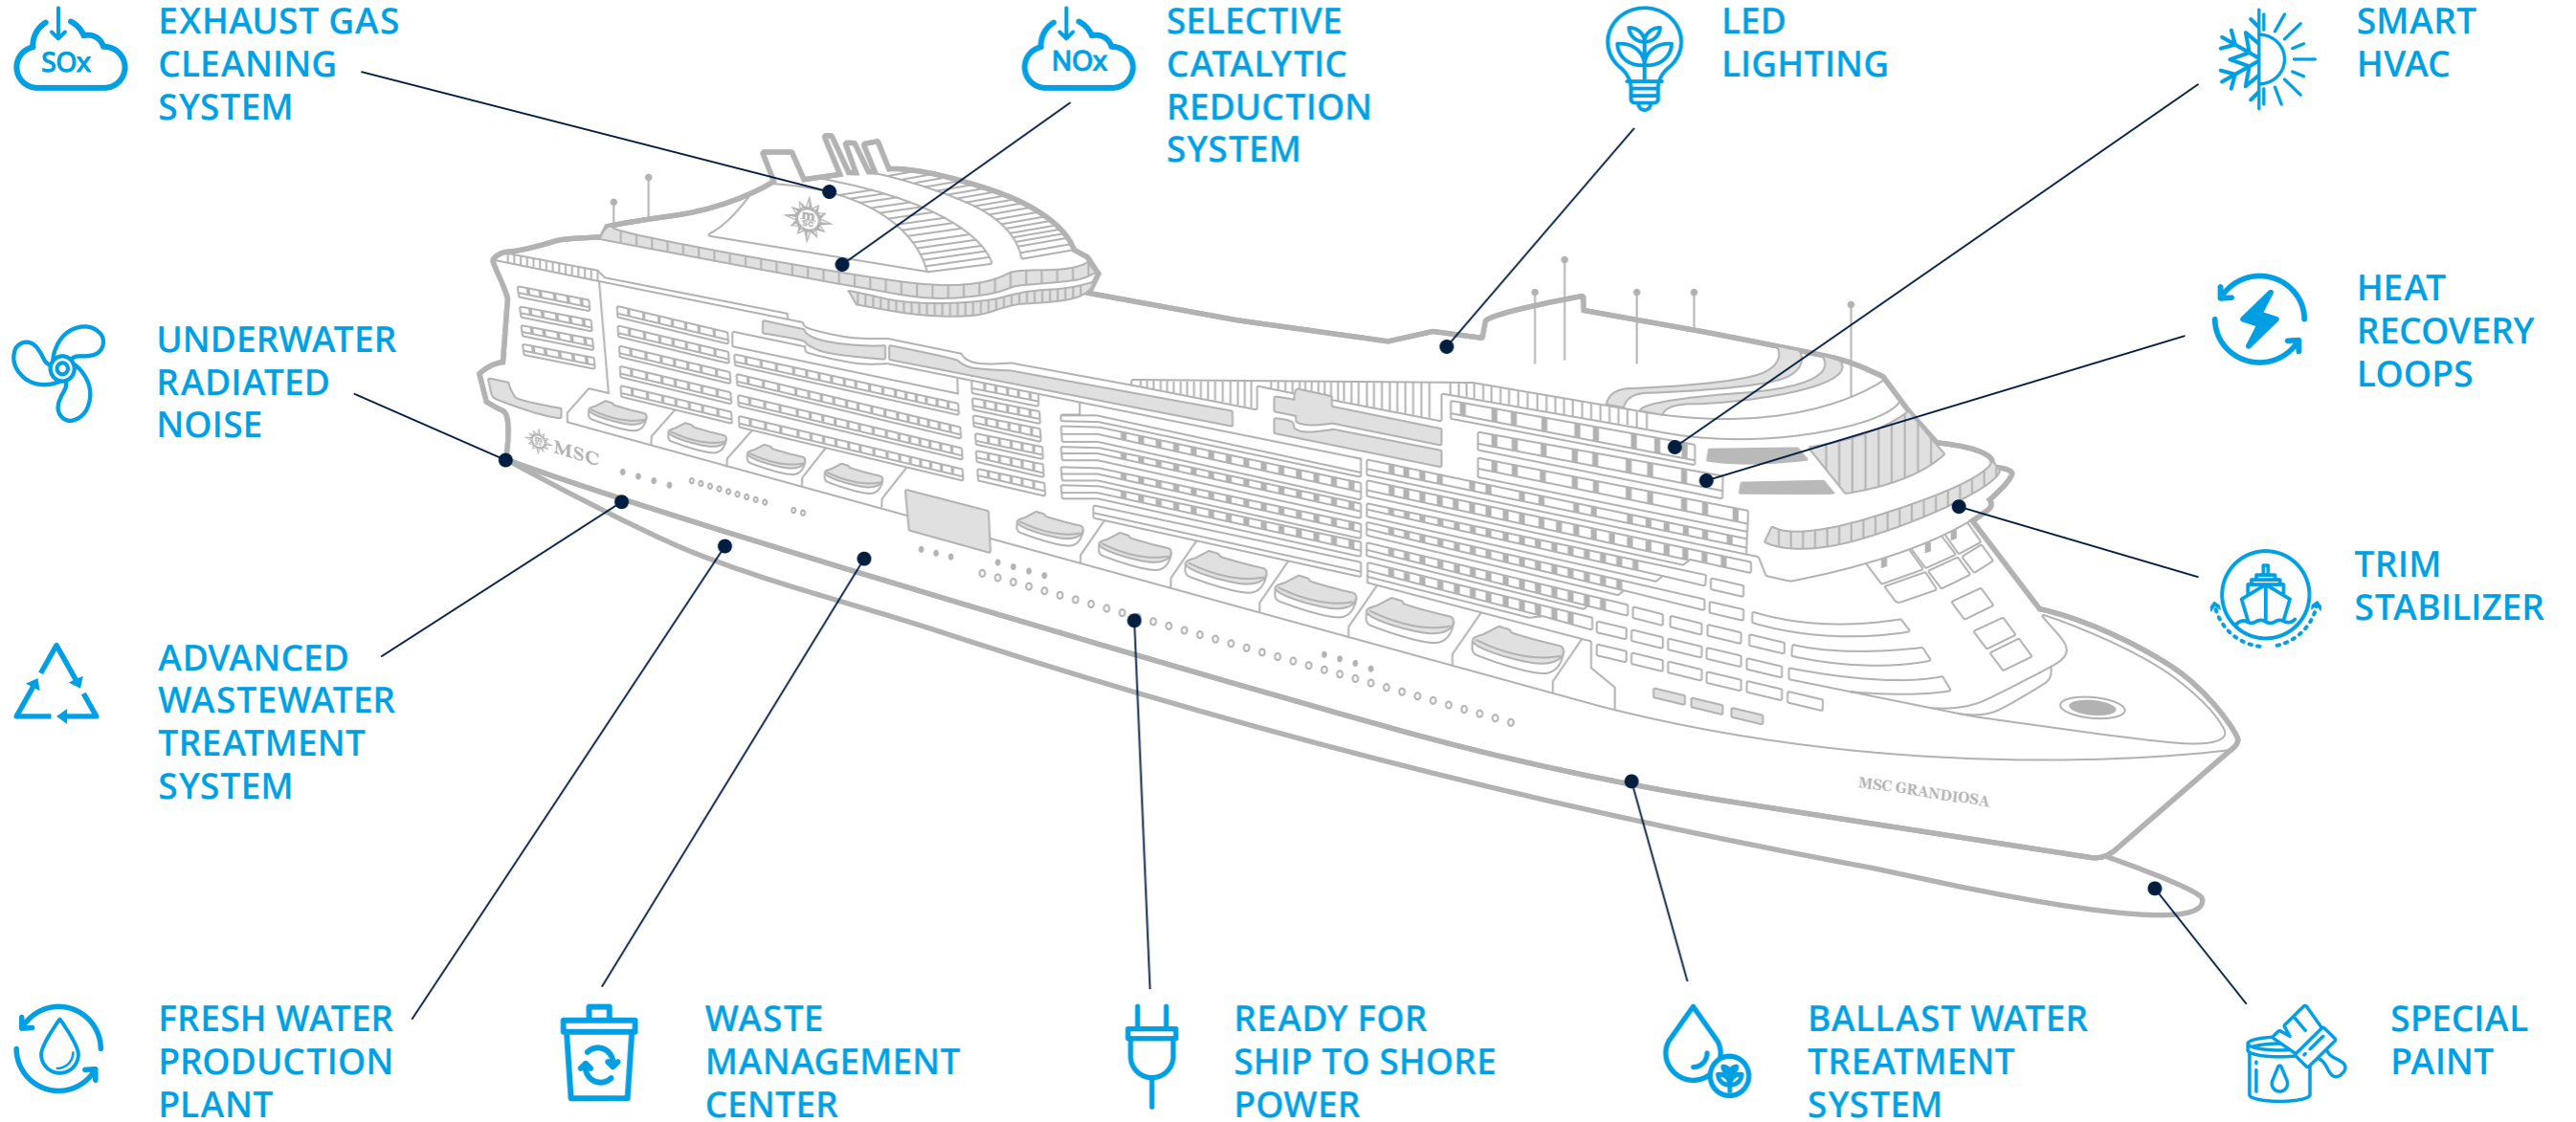 SOx
EXHAUST GAS
CLEANING
SYSTEM
NOx
SELECTIVE
CATALYTIC
REDUCTION
SYSTEM
LED
LIGHTING
SMART
HVAC
m
sc
UNDERWATER
RADIATED
NOISE
HEAT
RECOVERY
LOOPS
MSC
TRIM
STABILIZER
ADVANCED
WASTEWATER
TREATMENT
SYSTEM
MSC GRANDIOSA
FRESH WATER
PRODUCTION
PLANT
WASTE
MANAGEMENT
CENTER
READY FOR
SHIP TO SHORE
POWER
BALLAST WATER
TREATMENT
SYSTEM
SPECIAL
PAINT